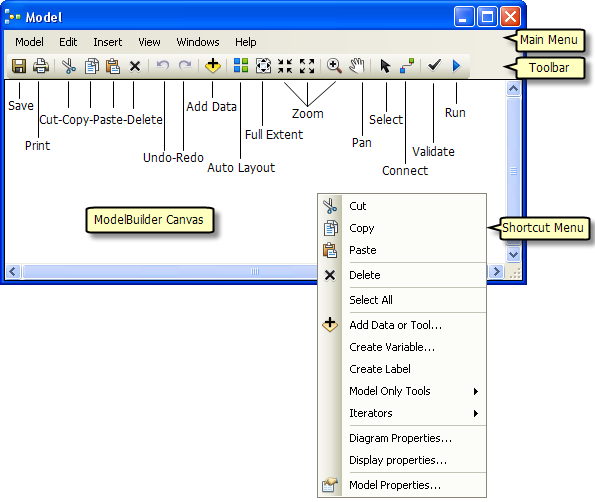 Model
Model Edit Insert View Windows Help
Main Menu
Toolbar
Save
Print
Cut-Copy-Paste-Delete
Undo-Redo
Add Data
Auto Layout
Full Extent
Zoom
Pan
Select
Connect
Validate
Run
ModelBuilder Canvas
Shortcut Menu
Cut
Copy
Paste
Delete
Select All
Add Data or Tool...
Create Variable...
Create Label
Model Only Tools
Iterators
Diagram Properties...
Display properties...
Model Properties...